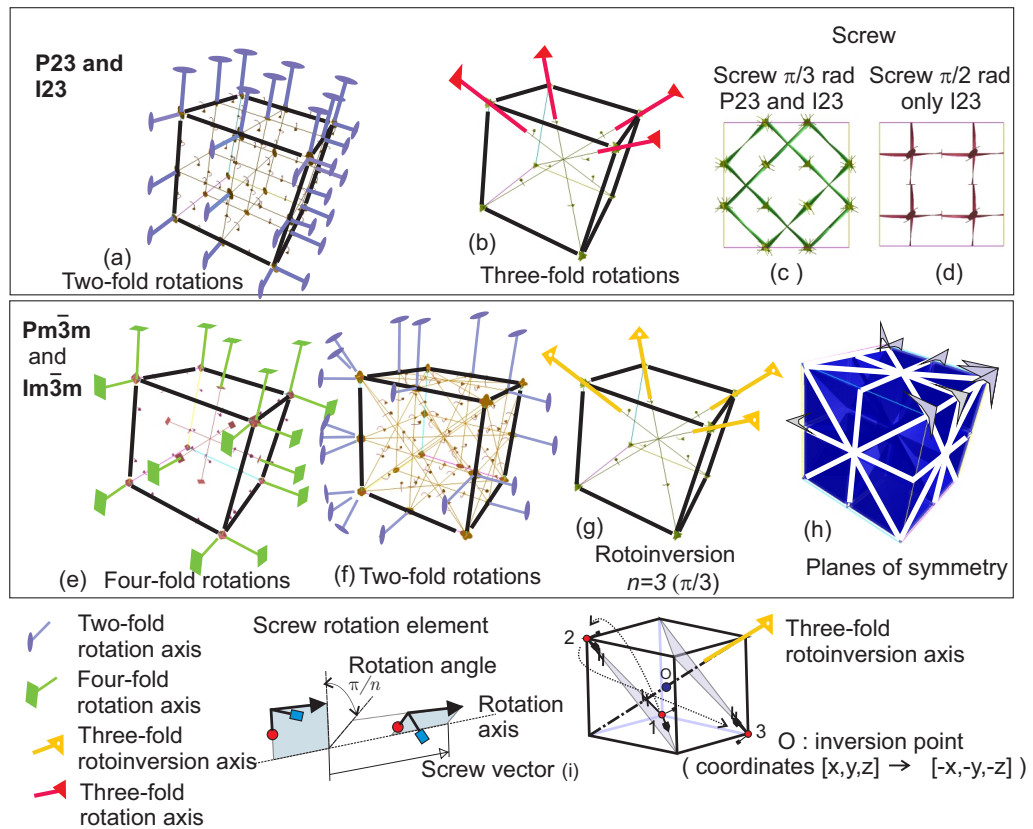 P23 and
I23
(a)
Two-fold rotations
(b)
Three-fold rotations
Screw
Screw π/3 rad
P23 and I23
(c)
Screw π/2 rad
only I23
(d)
Pm3̅m
and
Im3̅m
(e) Four-fold rotations
(f) Two-fold rotations
(g)
Rotoinversion
n=3 (π/3)
(h)
Planes of symmetry
Two-fold
rotation axis
Four-fold
rotation axis
Three-fold
rotoinversion axis
Three-fold
rotation axis
Screw rotation element
Rotation angle
π/n
Rotation
axis
Screw vector (i)
2
O
1
3
Three-fold
rotoinversion axis
O : inversion point
( coordinates [x,y,z] → [-x,-y,-z] )